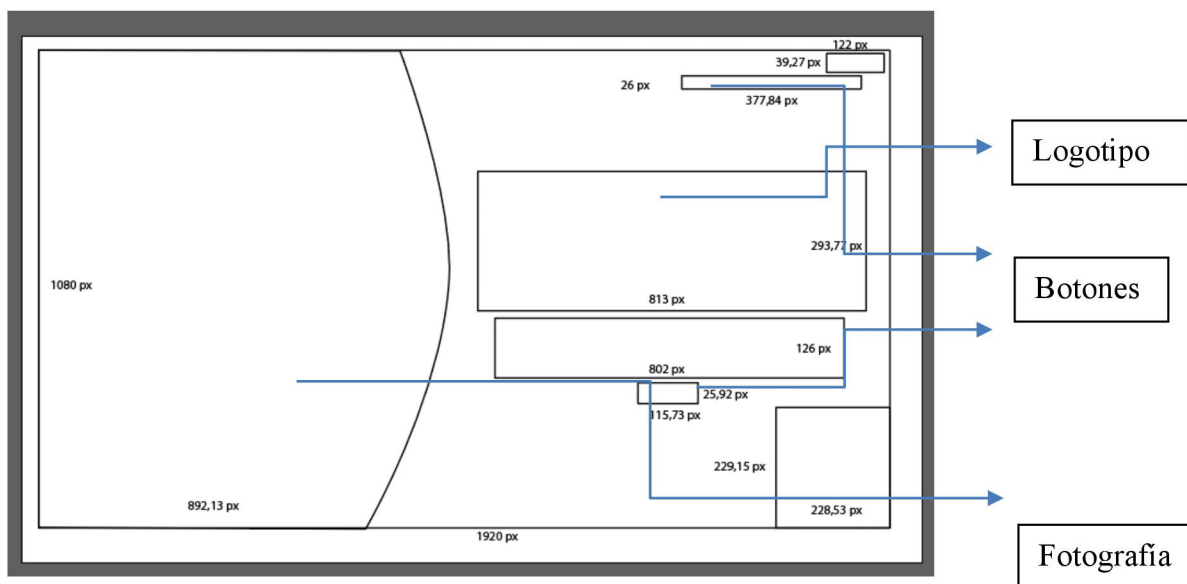 122 px
39,27 px
26 px
377,84 px
Logotipo
293,77 px
1080 px
Botones
813 px
126 px
802 px
25,92 px
115,73 px
229,15 px
892,13 px
228,53 px
1920 px
Fotografía